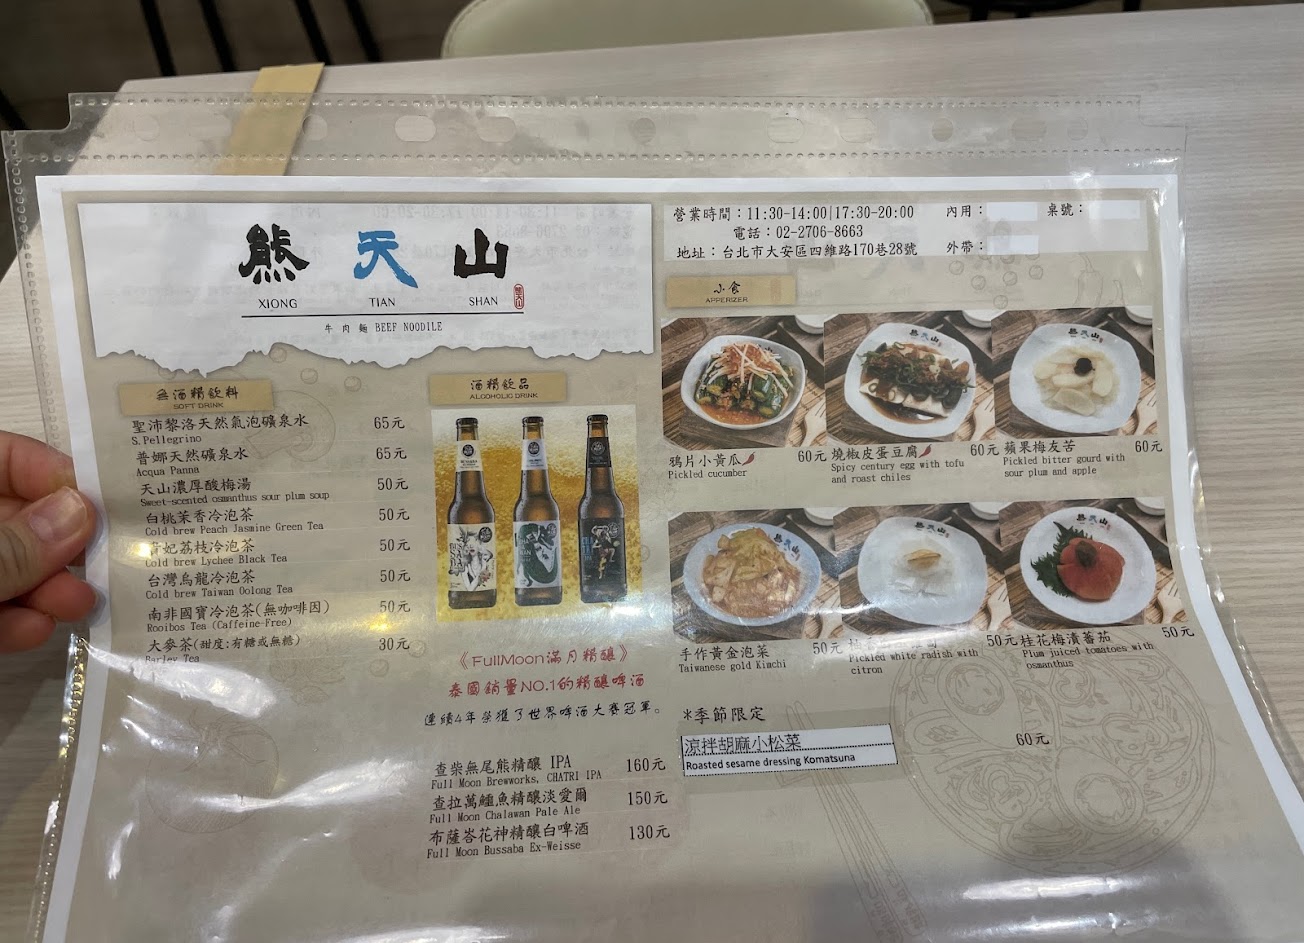 熊天山
XIONG TIAN SHAN
牛肉麵 BEEF NOODILE
營業時間：11:30-14:00|17:30-20:00
電話：02-2706-8663
地址：台北市大安區四維路170巷28號
內用： 桌號：
外帶：
無酒精飲料
SOFT DRINK
聖沛黎洛天然氣泡礦泉水 65元
S.Pellegrino
普娜天然礦泉水 65元
Acqua Panna
天山濃厚酸梅湯 50元
Sweet-scented osmanthus sour plum soup
白桃茉香冷泡茶 50元
Cold brew Peach Jasmine Green Tea
妃荔枝冷泡茶 50元
Cold brew Lychee Black Tea
台灣烏龍冷泡茶 50元
Cold brew Taiwan Oolong Tea
南非國寶冷泡茶(無咖啡因) 50元
Rooibos Tea (Caffeine-Free)
大麥茶(甜度:有糖或無糖) 30元
Barley Tea
酒精飲品
ALCOHOLIC DRINK
《FullMoon滿月精釀》
泰國銷量NO.1的精釀啤酒
連續4年榮獲了世界啤酒大賽冠軍。
查柴無尾熊精釀 IPA 160元
Full Moon Brewworks, CHATRI IPA
查拉萬鱷魚精釀淡愛爾 150元
Full Moon Chalawan Pale Ale
布薩峇花神精釀白啤酒 130元
Full Moon Bussaba Ex-Weisse
小食
APPERIZER
鴉片小黃瓜 60元
Pickled cucumber
燒椒皮蛋豆腐 60元
Spicy century egg with tofu
and roast chiles
蘋果梅友苦 60元
Pickled bitter gourd with
sour plum and apple
手作黃金泡菜 50元
Taiwanese gold Kimchi
50元
Pickled white radish with
citron
桂花梅漬蕃茄 50元
Plum juiced tomatoes with
osmanthus
*季節限定
涼拌胡麻小松菜 60元
Roasted sesame dressing Komatsuna